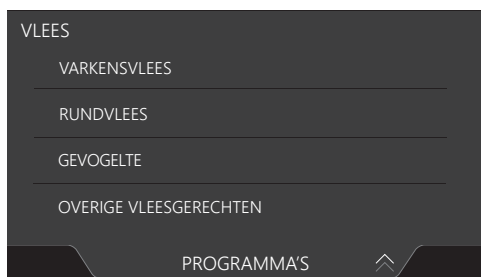 VLEES
VARKENSVLEES
RUNDVLEES
GEVOGELTE
OVERIGE VLEESGERECHTEN
PROGRAMMA'S